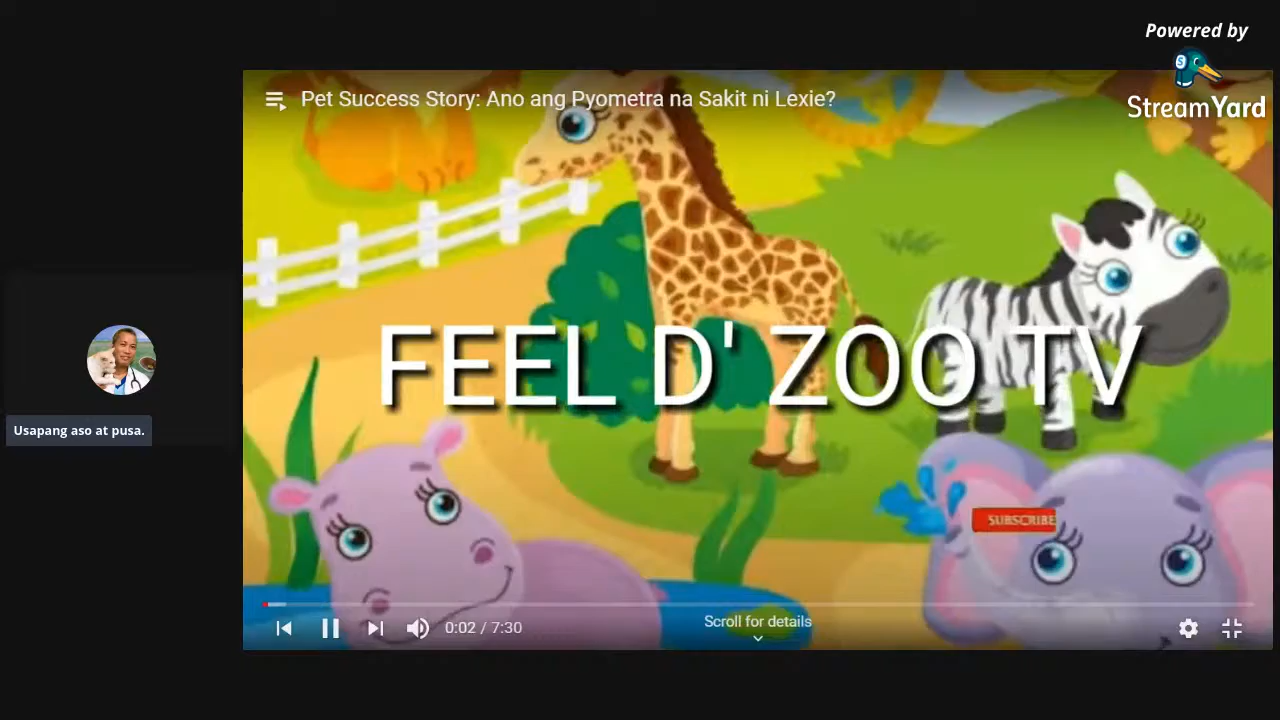 Powered by
StreamYard
Pet Success Story: Ano ang Pyometra na Sakit ni Lexie?
FEEL D' ZOO TV
Usapang aso at pusa.
SUBSCRIBE
0:02 / 7:30
Scroll for details